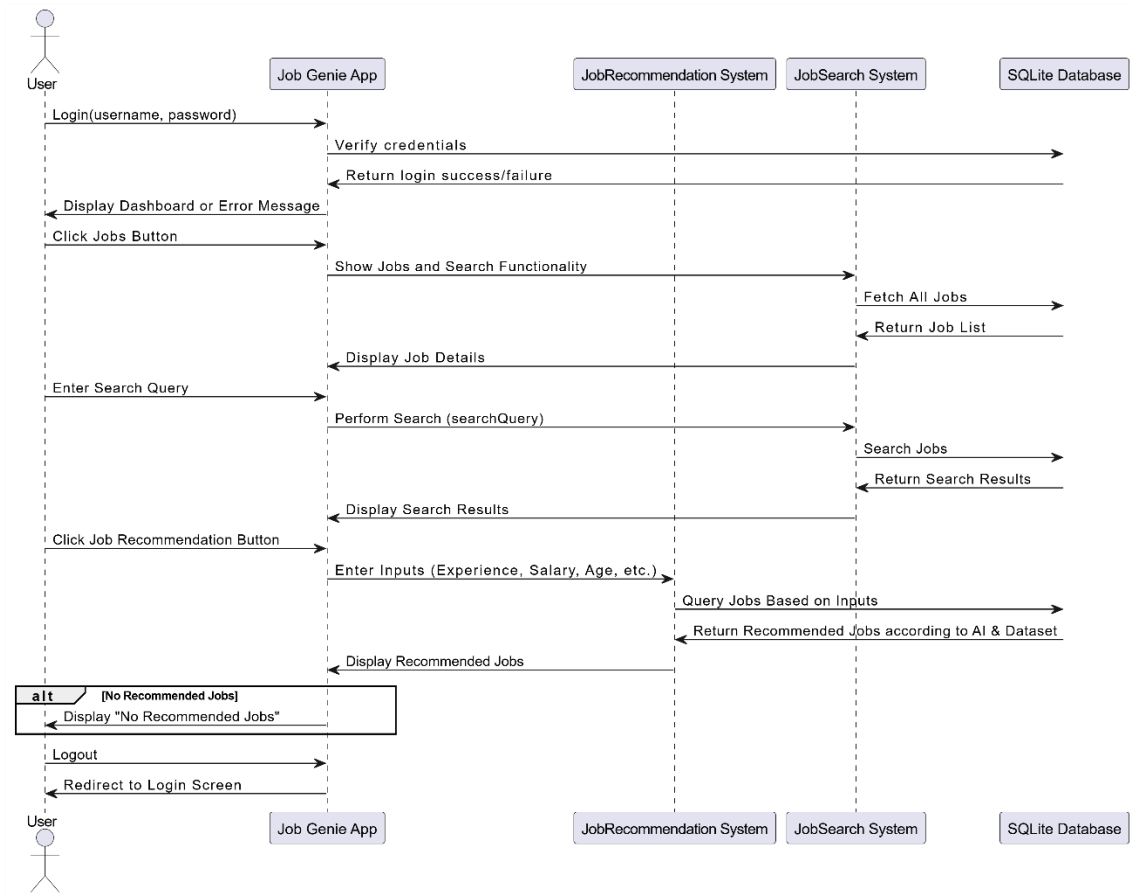 User
Job Genie App
JobRecommendation System
JobSearch System
SQLite Database
Login(username, password)
Verify credentials
Return login success/failure
Display Dashboard or Error Message
Click Jobs Button
Show Jobs and Search Functionality
Fetch All Jobs
Return Job List
Display Job Details
Enter Search Query
Perform Search (searchQuery)
Search Jobs
Return Search Results
Display Search Results
Click Job Recommendation Button
Enter Inputs (Experience, Salary, Age, etc.)
Query Jobs Based on Inputs
Return Recommended Jobs according to AI & Dataset
Display Recommended Jobs
alt [No Recommended Jobs]
Display "No Recommended Jobs"
Logout
Redirect to Login Screen
User
Job Genie App
JobRecommendation System
JobSearch System
SQLite Database